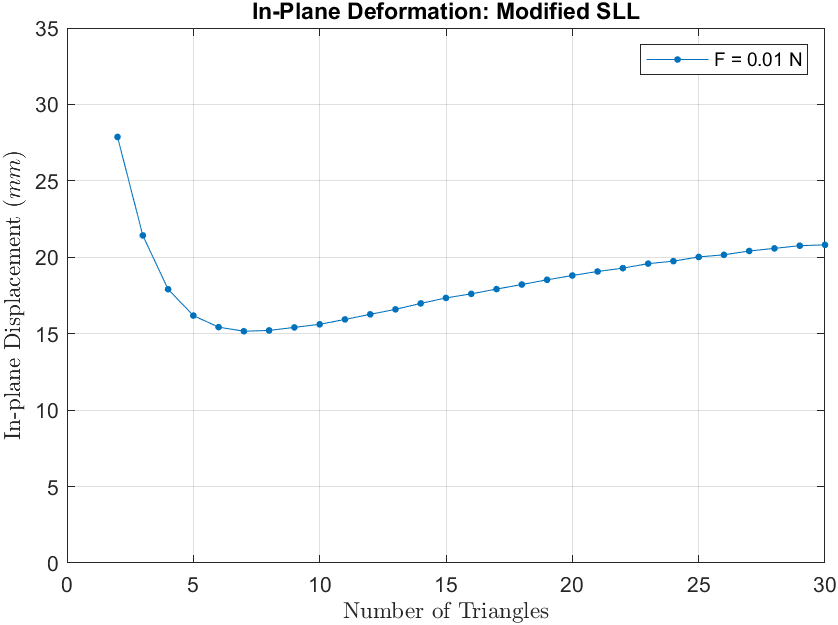 In-Plane Deformation: Modified SLL
F = 0.01 N
In-plane Displacement (mm)
35
30
25
20
15
10
5
0
0 5 10 15 20 25 30
Number of Triangles